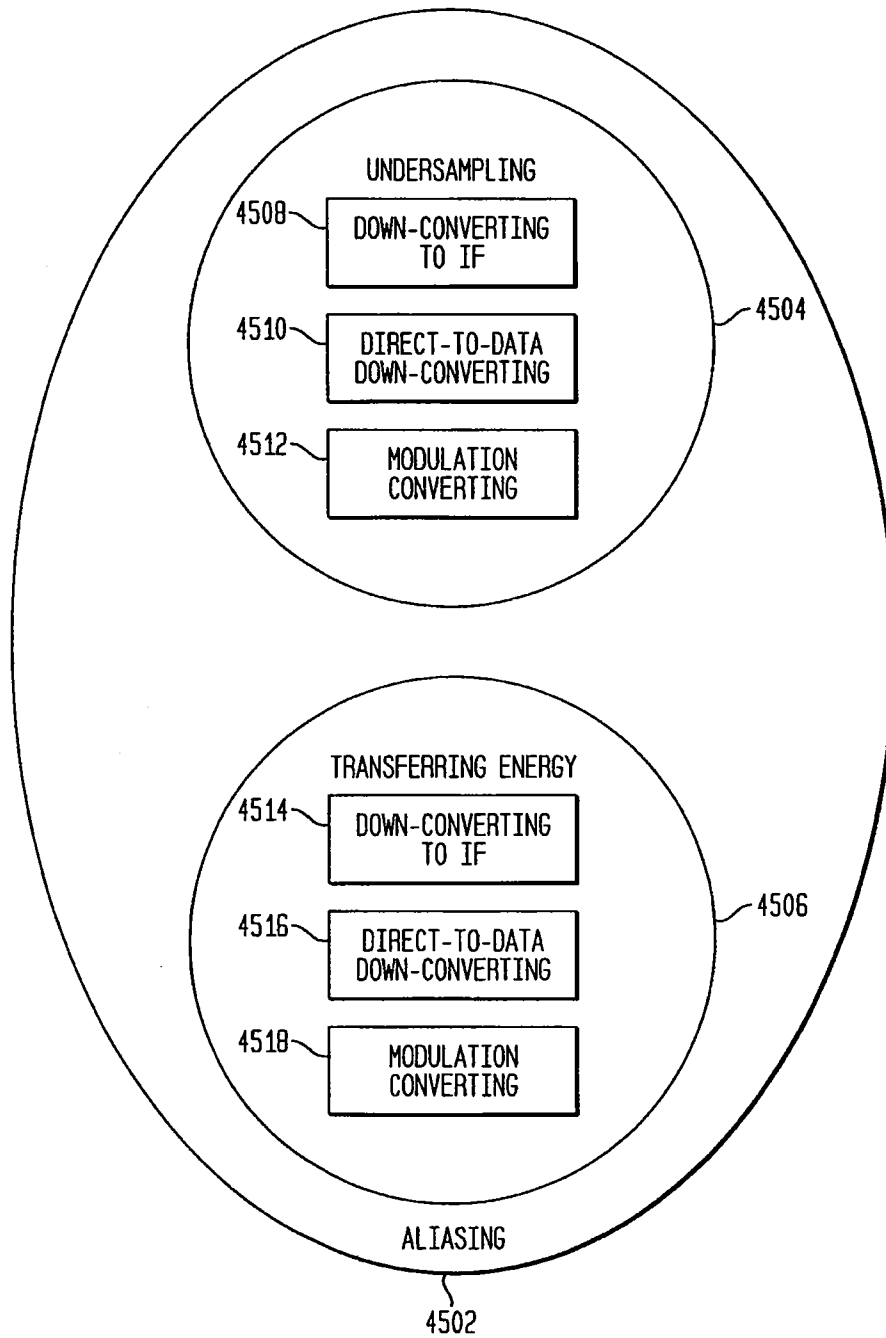 UNDERSAMPLING
4508
DOWN-CONVERTING
TO IF
4504
4510
DIRECT-TO-DATA
DOWN-CONVERTING
4512
MODULATION
CONVERTING
TRANSFERRING ENERGY
4514
DOWN-CONVERTING
TO IF
4506
4516
DIRECT-TO-DATA
DOWN-CONVERTING
4518
MODULATION
CONVERTING
ALIASING
4502